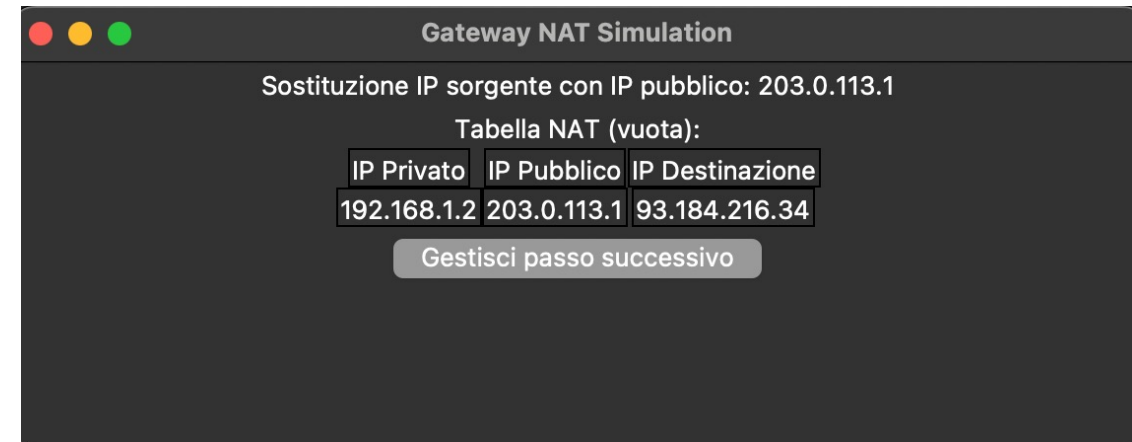 Gateway NAT Simulation
Sostituzione IP sorgente con IP pubblico: 203.0.113.1
Tabella NAT (vuota):
IP Privato IP Pubblico IP Destinazione
192.168.1.2 203.0.113.1 93.184.216.34
Gestisci passo successivo